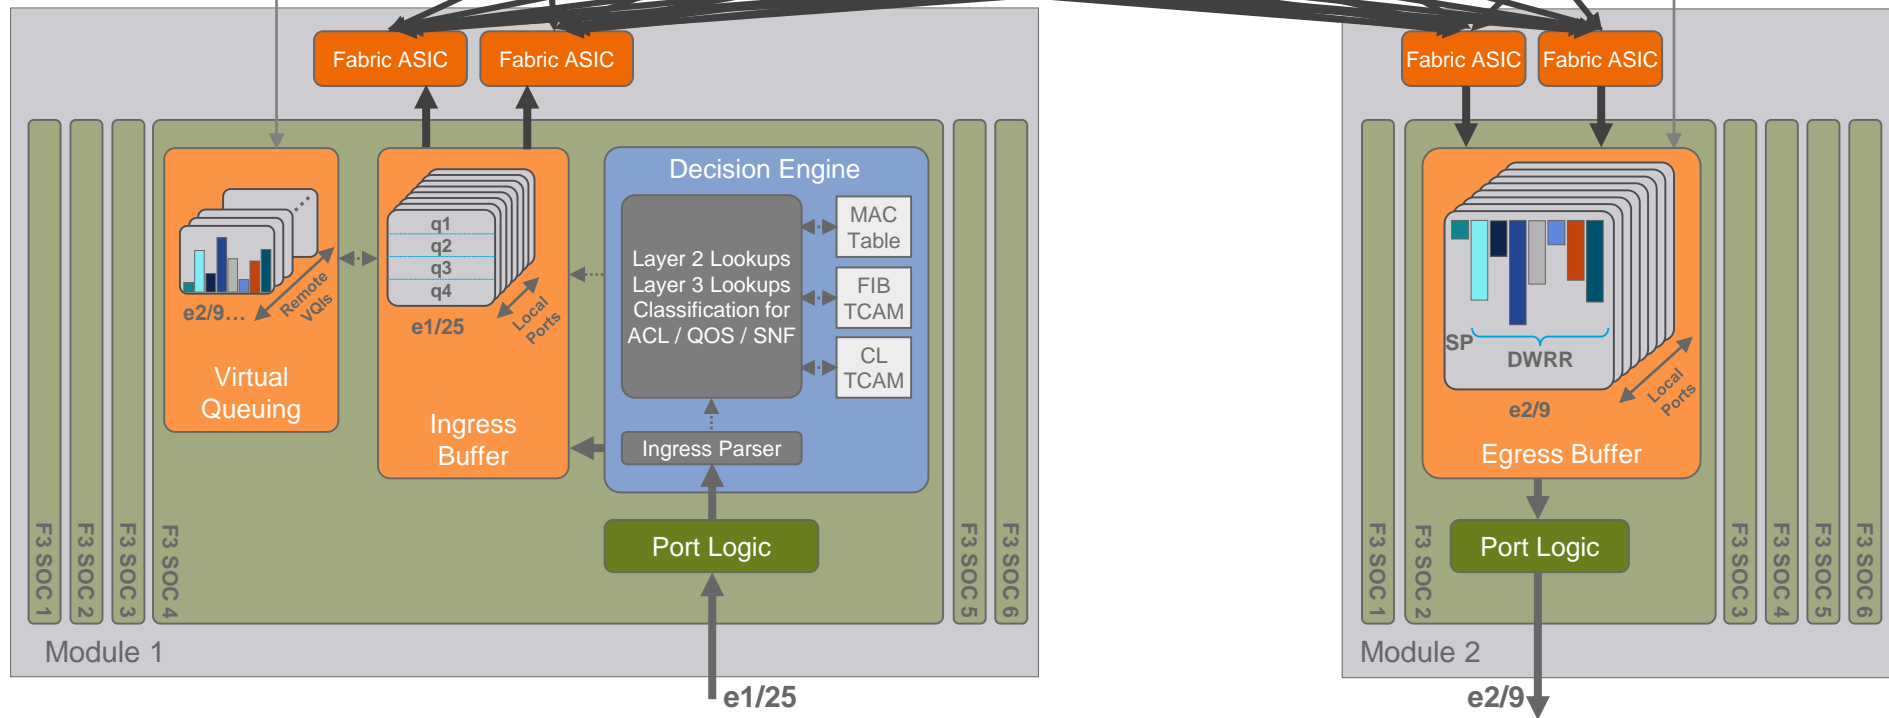 Fabric ASIC
Fabric ASIC
Fabric ASIC
Fabric ASIC
Decision Engine
MAC
Table
FIB
TCAM
CL
TCAM
Layer 2 Lookups
Layer 3 Lookups
Classification for
ACL / QOS / SNF
Ingress Parser
q1
q2
q3
q4
e1/25
Local
Ports
Ingress
Buffer
e2/9...
Remote
VQIs
Virtual
Queuing
Port Logic
F3 SOC 1
F3 SOC 2
F3 SOC 3
F3 SOC 4
F3 SOC 5
F3 SOC 6
Module 1
e1/25
SP
DWRR
e2/9
Local
Ports
Egress Buffer
Port Logic
F3 SOC 1
F3 SOC 2
F3 SOC 3
F3 SOC 4
F3 SOC 5
F3 SOC 6
Module 2
e2/9